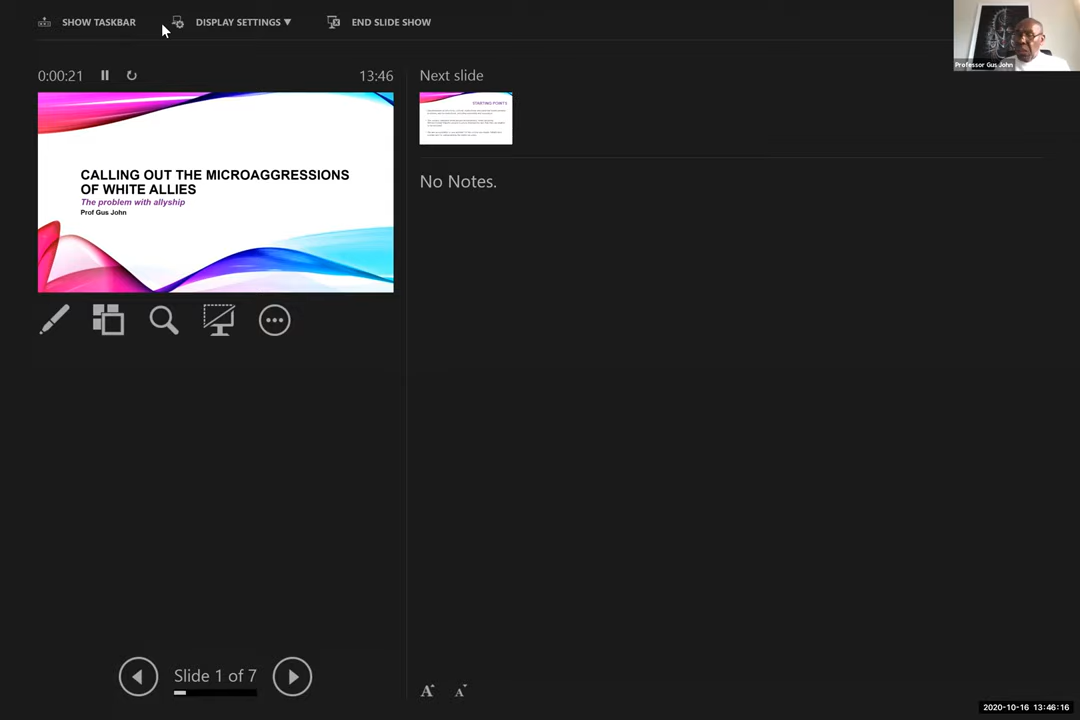 SHOW TASKBAR
DISPLAY SETTINGS ▼
END SLIDE SHOW
Professor Gus John
0:00:21
13:46
Next slide
STARTING POINTS
CALLING OUT THE MICROAGGRESSIONS
OF WHITE ALLIES
The problem with allyship
Prof Gus John
No Notes.
Slide 1 of 7
A A
2020-10-16 13:46:16